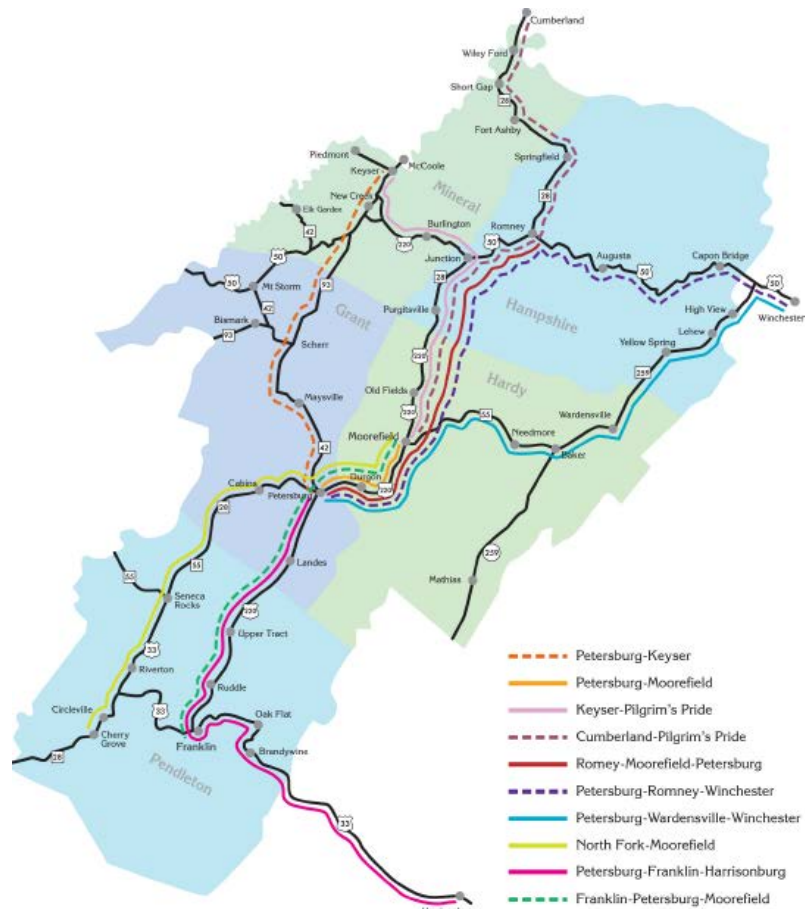 Cumberland
Wiley Ford
Short Gap
28
Fort Ashby
Springfield
Piedmont
McCoole
Keyser
Mineral
New Creek
28
Elk Garden
Burlington
Romney
42
220
50
Junction
Augusta
Capon Bridge
50
50
28
50
50
Mt Storm
93
Winchester
Purgitsville
Hampshire
High View
42
Bismark
Grant
Lehew
93
Scherr
Yellow Spring
220
Hardy
259
Old Fields
Maysville
220
Wardensville
Moorefield
55
42
Needmore
Baker
Durgon
Cabins
Petersburg
220
28
259
Landes
55
55
Mathias
Seneca
Rocks
220
Upper Tract
33
Riverton
Ruddle
Circleville
33
Oak Flat
Cherry
Grove
Franklin
28
Brandywine
Pendleton
33
Petersburg-Keyser
Petersburg-Moorefield
Keyser-Pilgrim's Pride
Cumberland-Pilgrim's Pride
Romey-Moorefield-Petersburg
Petersburg-Romney-Winchester
Petersburg-Wardensville-Winchester
North Fork-Moorefield
Petersburg-Franklin-Harrisonburg
Franklin-Petersburg-Moorefield